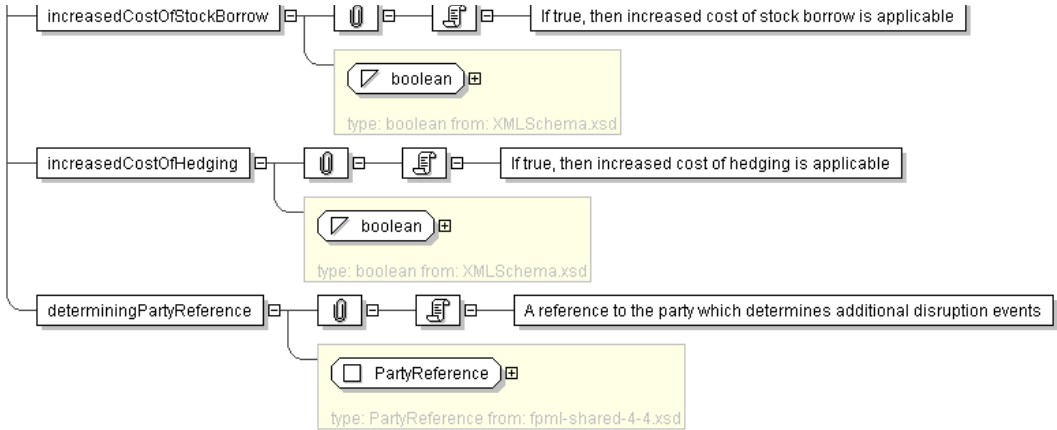 increasedCostOfStockBorrow If true, then increased cost of stock borrow is applicable
boolean
type: boolean from: XMLSchema.xsd
increasedCostOfHedging If true, then increased cost of hedging is applicable
boolean
type: boolean from: XMLSchema.xsd
determiningPartyReference A reference to the party which determines additional disruption events
PartyReference
type: PartyReference from: fpml-shared-4-4.xsd